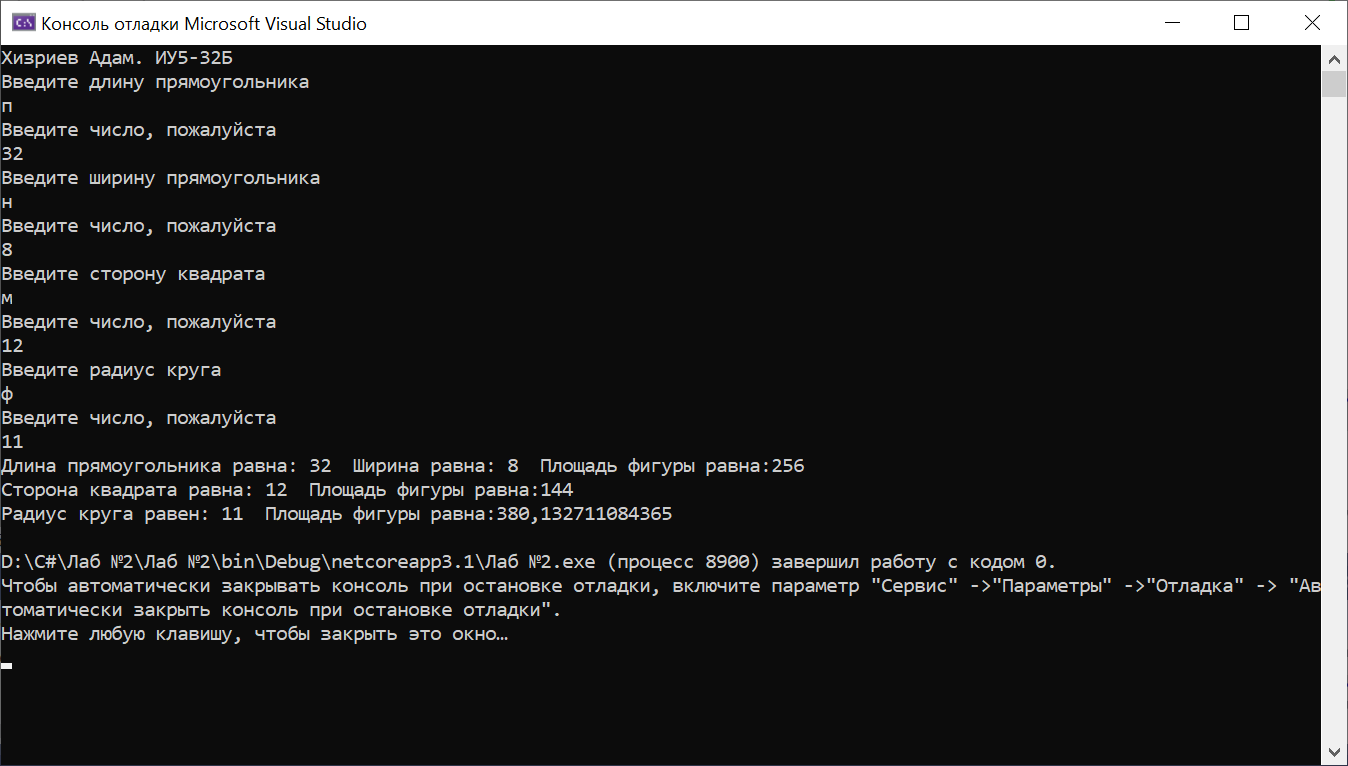 Консоль отладки Microsoft Visual Studio
Хизриев Адам. ИУ5-32Б
Введите длину прямоугольника
п
Введите число, пожалуйста
32
Введите ширину прямоугольника
н
Введите число, пожалуйста
8
Введите сторону квадрата
м
Введите число, пожалуйста
12
Введите радиус круга
ф
Введите число, пожалуйста
11
Длина прямоугольника равна: 32  Ширина равна: 8  Площадь фигуры равна:256
Сторона квадрата равна: 12  Площадь фигуры равна:144
Радиус круга равен: 11  Площадь фигуры равна:380,132711084365
D:\C#\Лаб №2\Лаб №2\bin\Debug\netcoreapp3.1\Лаб №2.exe (процесс 8900) завершил работу с кодом 0.
Чтобы автоматически закрывать консоль при остановке отладки, включите параметр "Сервис" ->"Параметры" ->"Отладка" -> "Ав
томатически закрыть консоль при остановке отладки".
Нажмите любую клавишу, чтобы закрыть это окно…